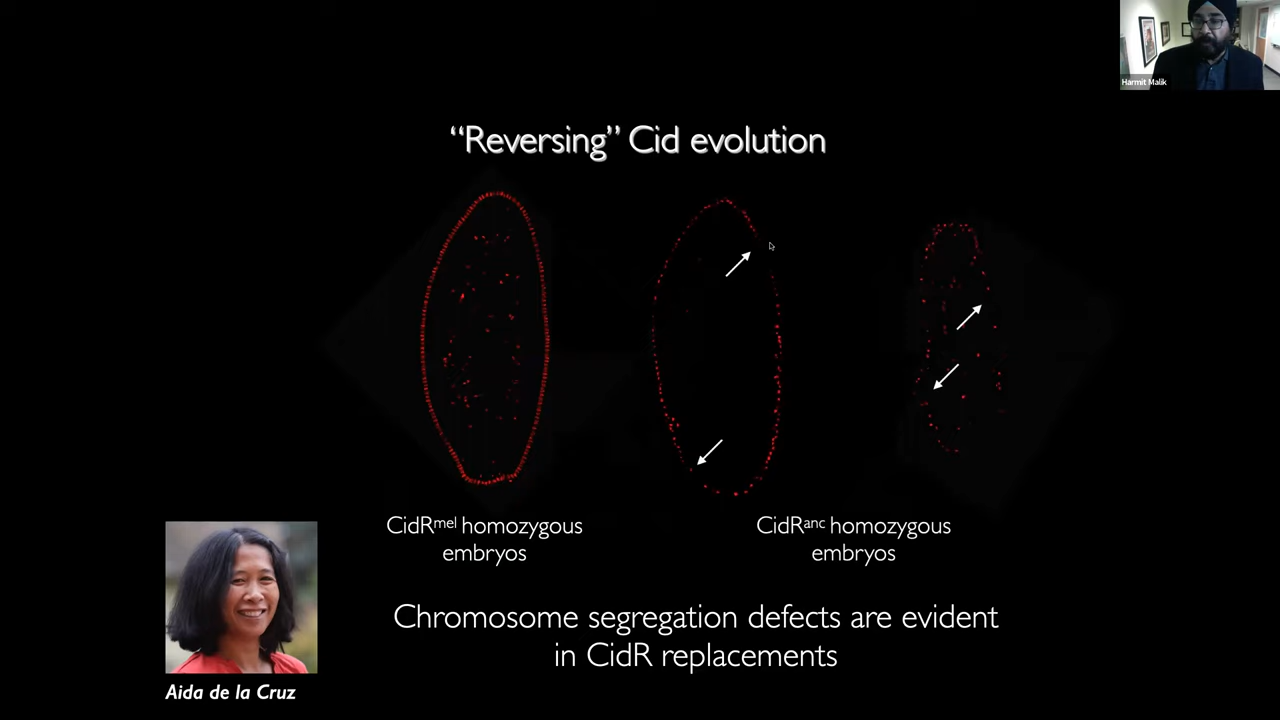 Harmit Malik
“Reversing” Cid evolution
CidRmel homozygous
embryos
CidRanc homozygous
embryos
Chromosome segregation defects are evident
in CidR replacements
Aida de la Cruz